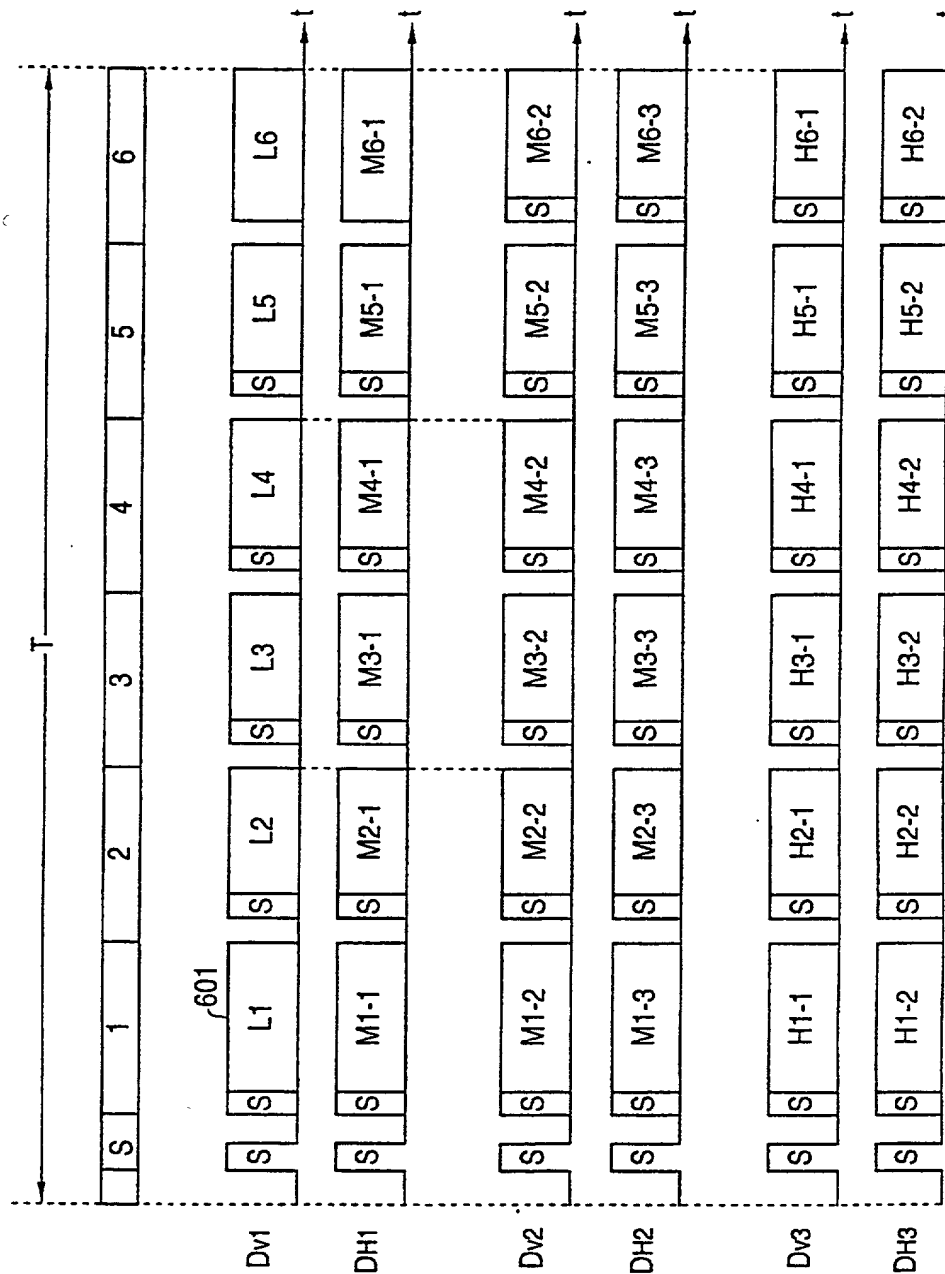 T
S 1 2 3 4 5 6
601
Dv1 S S L1 S L2 S L3 S L4 S L5 L6 t
DH1 S S M1-1 S M2-1 S M3-1 S M4-1 S M5-1 M6-1 t
Dv2 S S M1-2 S M2-2 S M3-2 S M4-2 S M5-2 S M6-2 t
DH2 S S M1-3 S M2-3 S M3-3 S M4-3 S M5-3 S M6-3 t
Dv3 S S H1-1 S H2-1 S H3-1 S H4-1 S H5-1 S H6-1 t
DH3 S S H1-2 S H2-2 S H3-2 S H4-2 S H5-2 S H6-2 t